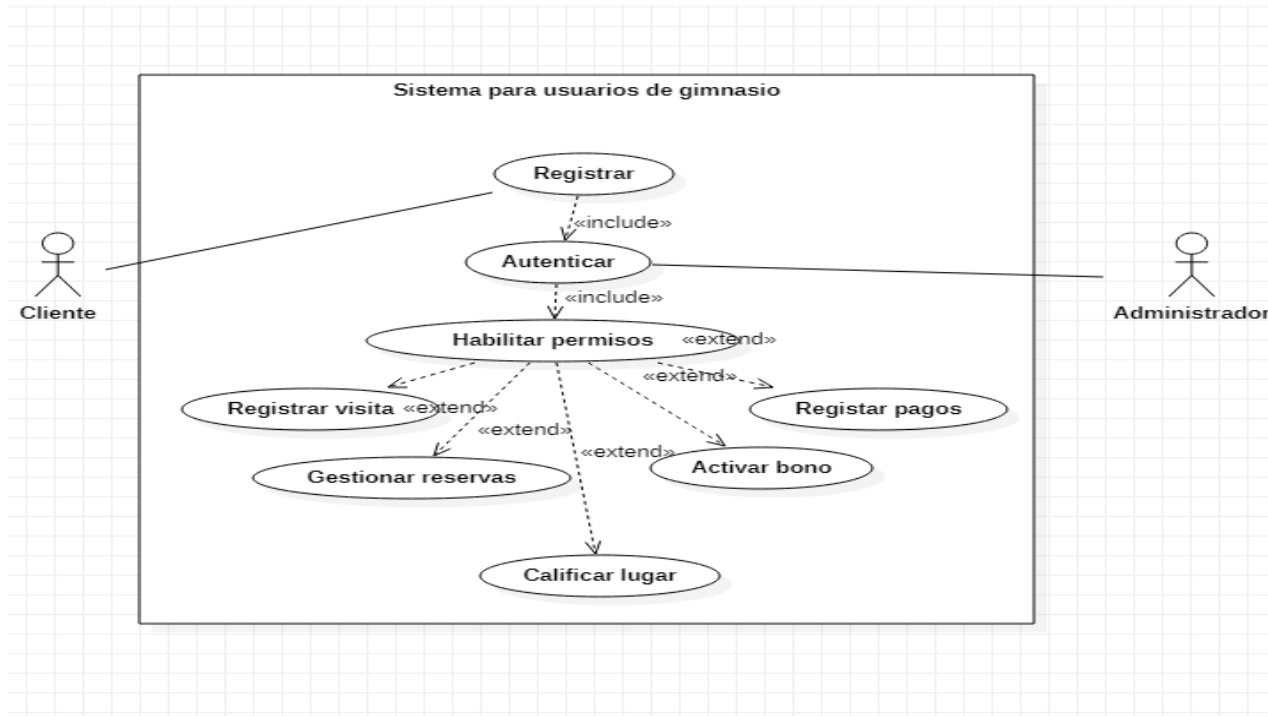 Sistema para usuarios de gimnasio
Registrar
«include»
Autenticar
«include»
Cliente
Administrador
Habilitar permisos
«extend»
«extend»
Registrar visita
«extend»
Registar pagos
«extend»
«extend»
Activar bono
Gestionar reservas
Calificar lugar